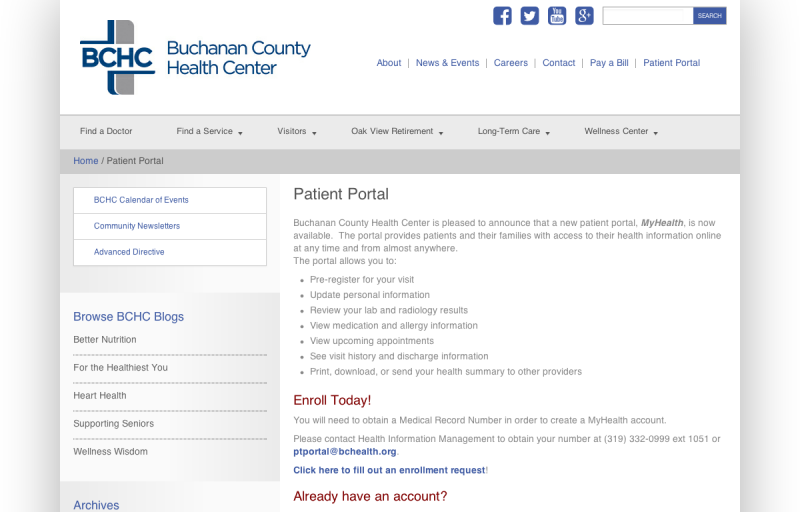 You Tube
g+
SEARCH
BCHC
Buchanan County
Health Center
About | News & Events | Careers | Contact | Pay a Bill | Patient Portal
Find a Doctor Find a Service Visitors Oak View Retirement Long-Term Care Wellness Center
Home / Patient Portal
BCHC Calendar of Events
Community Newsletters
Advanced Directive
Browse BCHC Blogs
Better Nutrition
For the Healthiest You
Heart Health
Supporting Seniors
Wellness Wisdom
Archives
Patient Portal
Buchanan County Health Center is pleased to announce that a new patient portal, MyHealth, is now
available. The portal provides patients and their families with access to their health information online
at any time and from almost anywhere.
The portal allows you to:
Pre-register for your visit
Update personal information
Review your lab and radiology results
View medication and allergy information
View upcoming appointments
See visit history and discharge information
Print, download, or send your health summary to other providers
Enroll Today!
You will need to obtain a Medical Record Number in order to create a MyHealth account.
Please contact Health Information Management to obtain your number at (319) 332-0999 ext 1051 or
ptportal@bchealth.org.
Click here to fill out an enrollment request!
Already have an account?